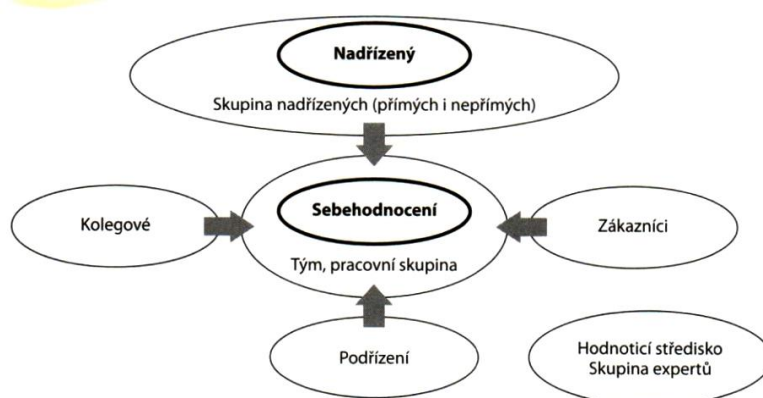 Nadřízený
Skupina nadřízených (přímých i nepřímých)
Kolegové
Sebehodnocení
Zákazníci
Tým, pracovní skupina
Podřízení
Hodnoticí středisko
Skupina expertů